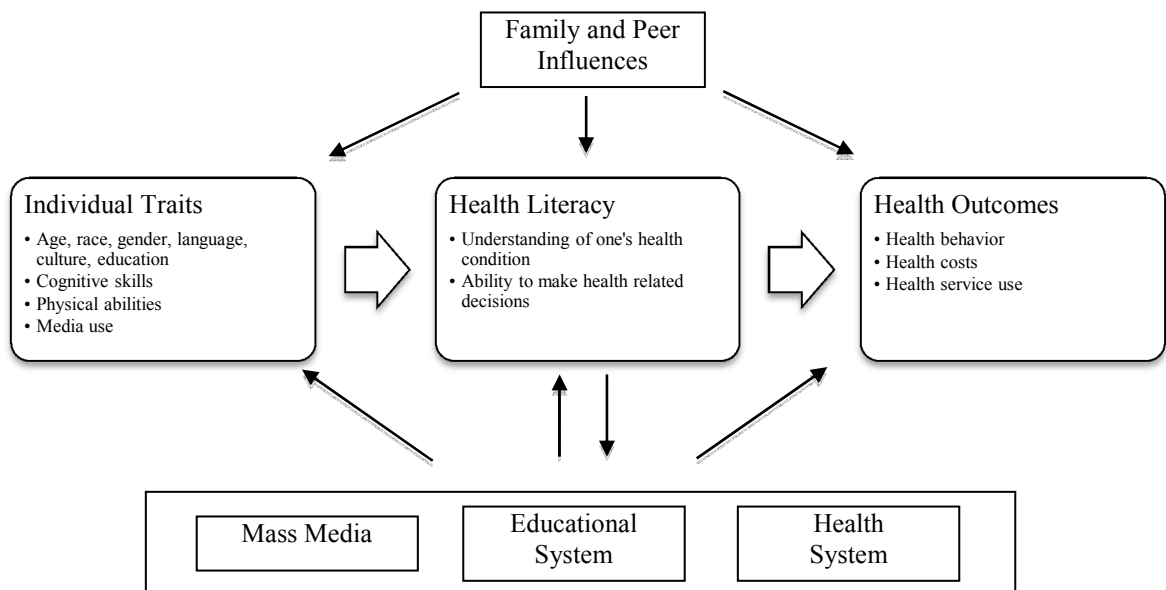 Family and Peer
Influences
Individual Traits
• Age, race, gender, language,
culture, education
• Cognitive skills
• Physical abilities
• Media use
Health Literacy
• Understanding of one's health
condition
• Ability to make health related
decisions
Health Outcomes
• Health behavior
• Health costs
• Health service use
Mass Media
Educational
System
Health
System